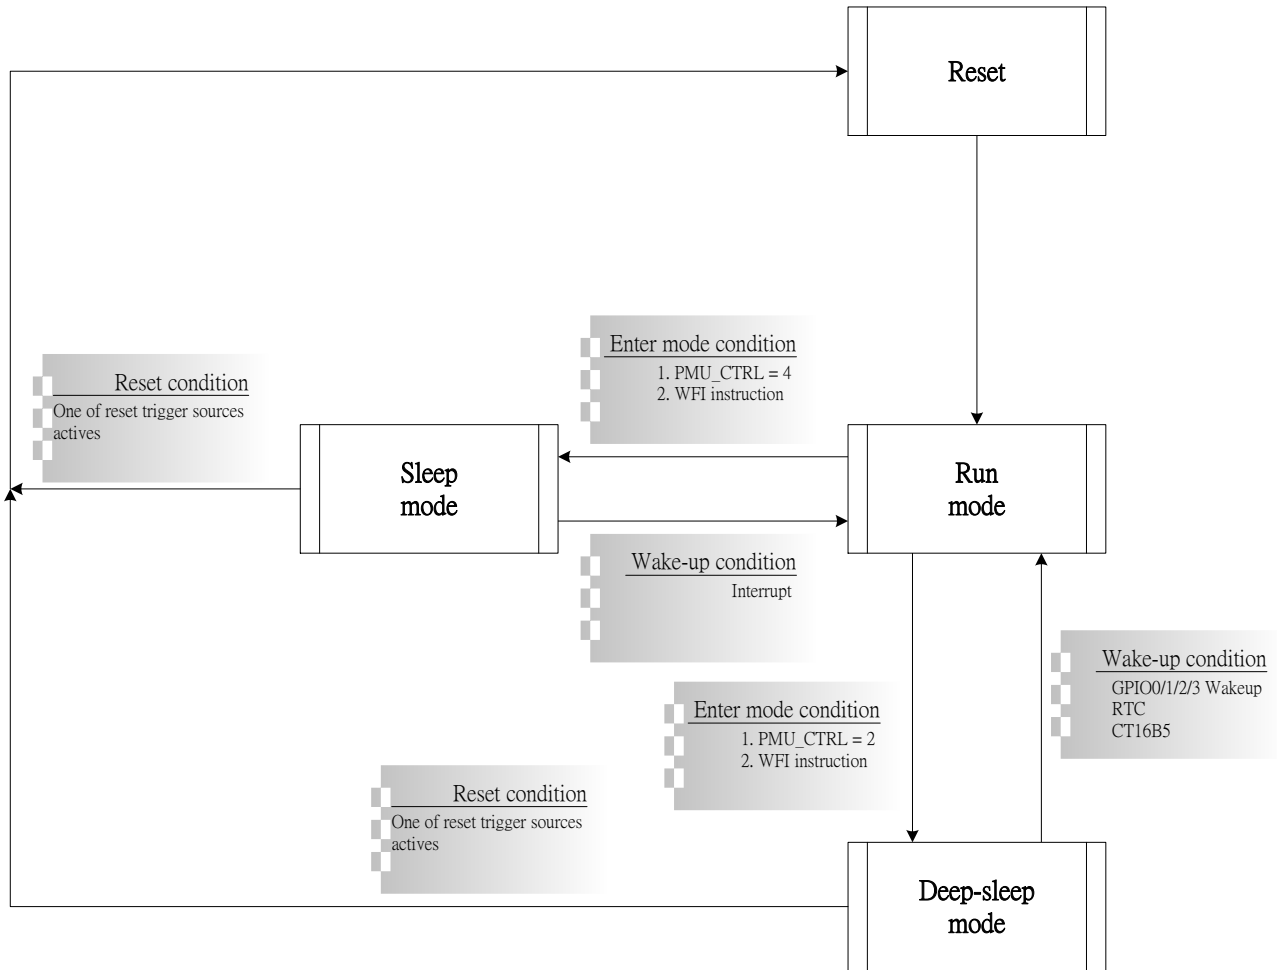 Reset
Enter mode condition
1. PMU_CTRL = 4
2. WFI instruction
Reset condition
One of reset trigger sources
actives
Sleep
mode
Run
mode
Wake-up condition
Interrupt
Wake-up condition
GPIO0/1/2/3 Wakeup
RTC
CT16B5
Enter mode condition
1. PMU_CTRL = 2
2. WFI instruction
Reset condition
One of reset trigger sources
actives
Deep-sleep
mode